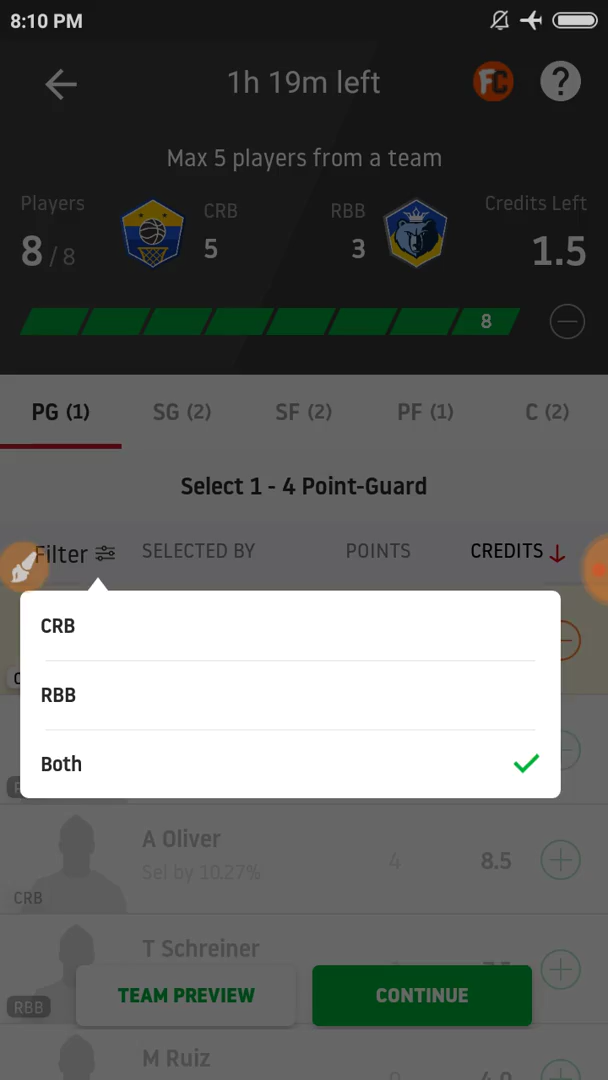 8:10 PM
1h 19m left
FC
?
Max 5 players from a team
Players
CRB
RBB
Credits Left
8 / 8
5
3
1.5
8
PG (1)
SG (2)
SF (2)
PF (1)
C (2)
Select 1 - 4 Point-Guard
Filter
SELECTED BY
POINTS
CREDITS
CRB
RBB
Both
A Oliver
Sel by 10.27%
4
8.5
CRB
T Schreiner
RBB
TEAM PREVIEW
CONTINUE
M Ruiz